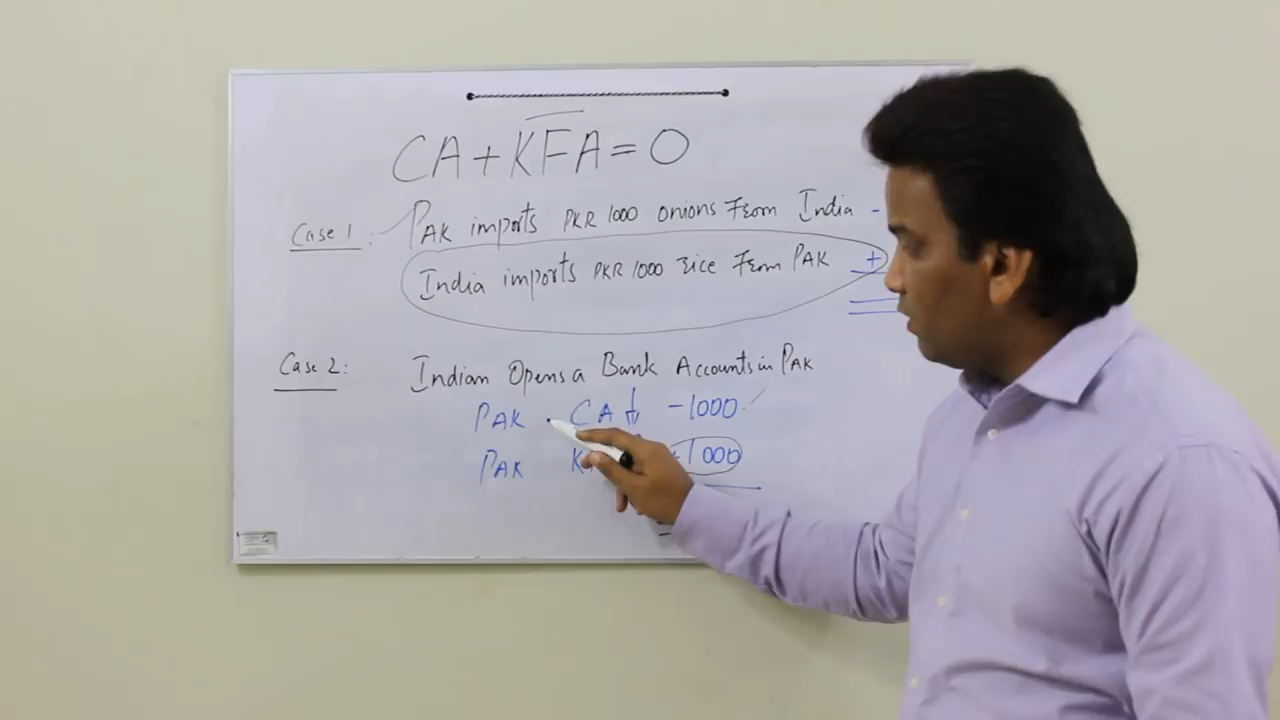 CA + KFA = 0
Case 1: PAK imports PKR 1000 onions From India -
India imports PKR 1000 rice From PAK +
Case 2: Indian Opens a Bank Accounts in PAK
PAK CA ↓ -1000
PAK 1000